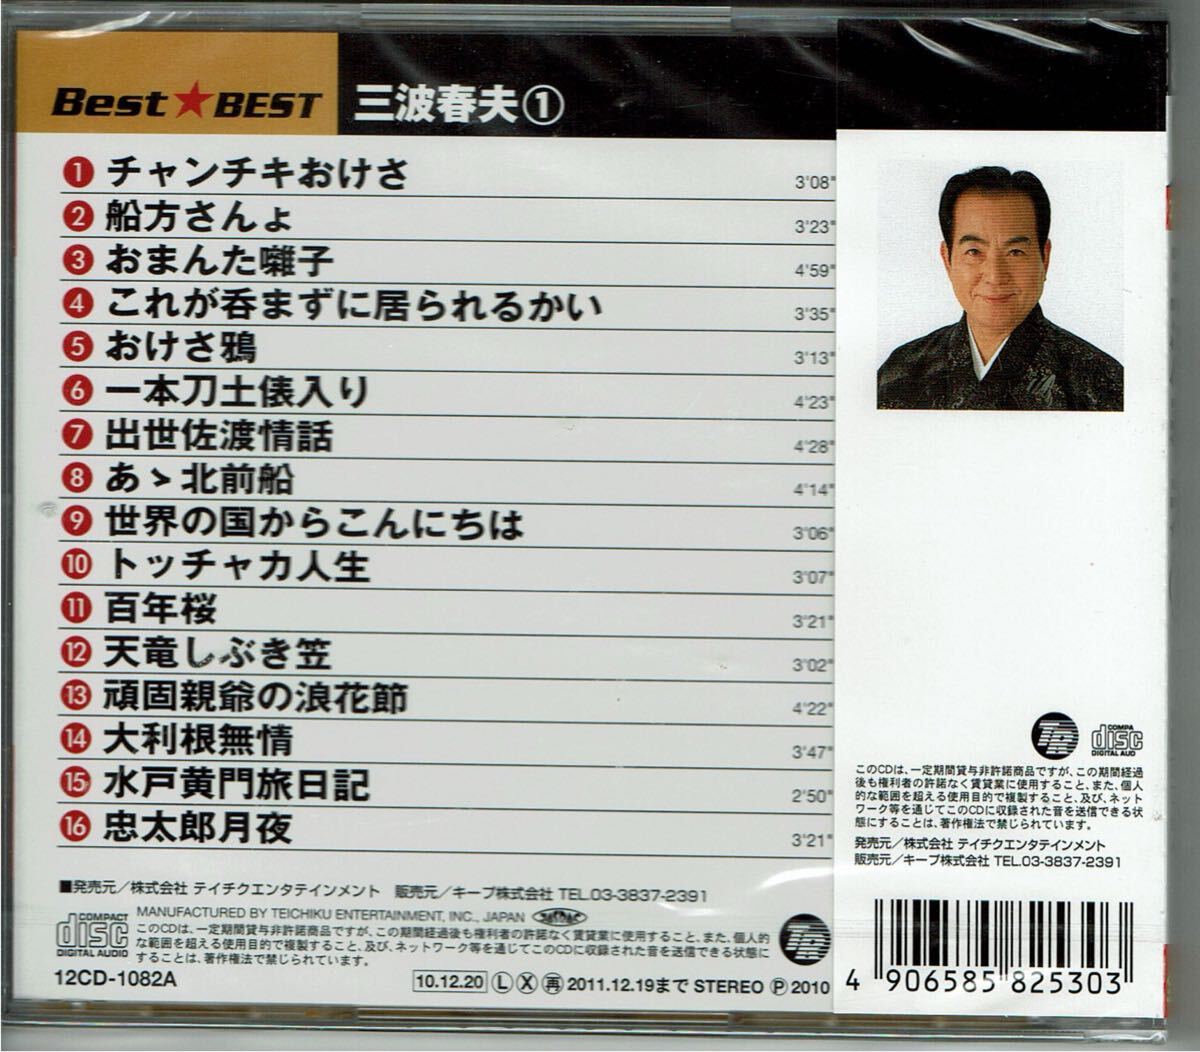 Best★BEST 三波春夫①
1 チャンチキおけさ 3'08"
2 船方さんよ 3'23"
3 おまんた囃子 4'59"
4 これが呑まずに居られるかい 3'35"
5 おけさ鴉 3'13"
6 一本刀土俵入り 4'23"
7 出世佐渡情話 4'28"
8 あゝ北前船 4'14"
9 世界の国からこんにちは 3'06"
10 トッチャカ人生 3'07"
11 百年桜 3'21"
12 天竜しぶき笠 3'02"
13 頑固親爺の浪花節 4'22"
14 大利根無情 3'47"
15 水戸黄門旅日記 2'50"
16 忠太郎月夜 3'21"
■発売元／株式会社 テイチクエンタテインメント 販売元／キープ株式会社 TEL.03-3837-2391
COMPACT
disc
DIGITAL AUDIO
MANUFACTURED BY TEICHIKU ENTERTAINMENT, INC., JAPAN
このCDは、一定期間貸与非許諾商品ですが、この期間経過後も権利者の許諾なく賃貸業に使用すること、また、個人的
な範囲を超える使用目的で複製すること、及び、ネットワーク等を通じてこのCDに収録された音を送信できる状態に
することは、著作権法で禁じられています。
TR
12CD-1082A
10.12.20 Ⓛ Ⓧ 再 2011.12.19まで STEREO Ⓟ 2010
TR
COMPA
disc
DIGITAL AUD
このCDは、一定期間貸与非許諾商品ですが、この期間経過
後も権利者の許諾なく賃貸業に使用すること、また、個人
的な範囲を超える使用目的で複製すること、及び、ネット
ワーク等を通じてこのCDに収録された音を送信できる状
態にすることは、著作権法で禁じられています。
発売元／株式会社 テイチクエンタテインメント
販売元／キープ株式会社 TEL.03-3837-2391
4 906585 825303